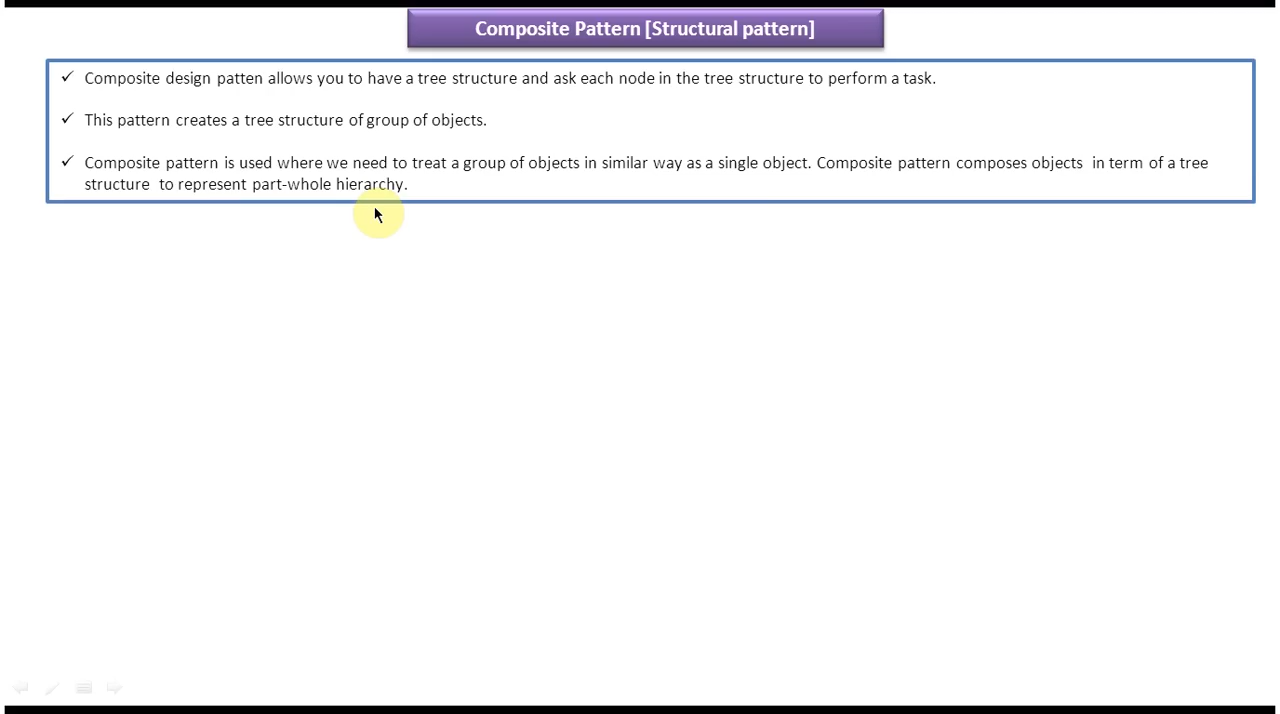 Composite Pattern [Structural pattern]
✓ Composite design patten allows you to have a tree structure and ask each node in the tree structure to perform a task.
✓ This pattern creates a tree structure of group of objects.
✓ Composite pattern is used where we need to treat a group of objects in similar way as a single object. Composite pattern composes objects in term of a tree
structure to represent part-whole hierarchy.